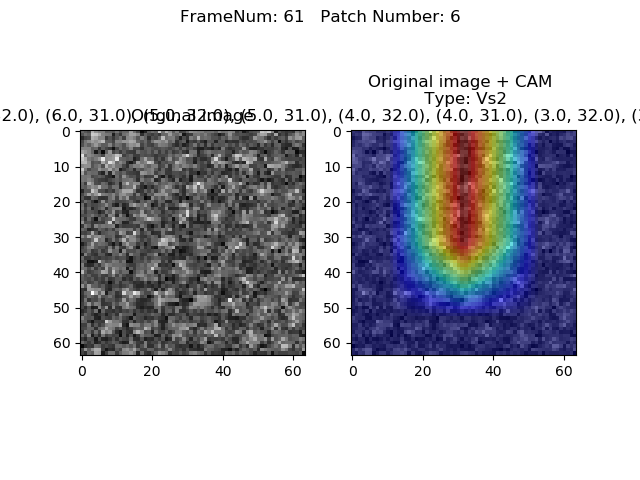 FrameNum: 61 Patch Number: 6
Original image + CAM
Type: Vs2
2.0), (6.0, 31.0), (5.0, 32.0), (5.0, 31.0), (4.0, 32.0), (4.0, 31.0), (3.0, 32.0), (3
Original image
0
10
20
30
40
50
60
0 20 40 60
0
10
20
30
40
50
60
0 20 40 60